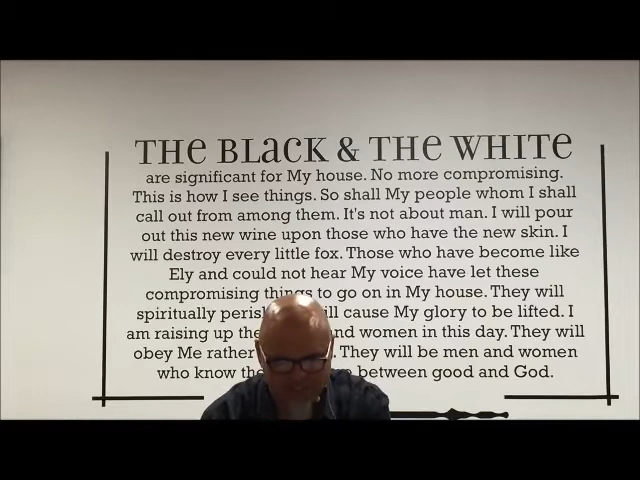 THE BLACK & THE WHITE
are significant for My house. No more compromising.
This is how I see things. So shall My people whom I shall
call out from among them. It's not about man. I will pour
out this new wine upon those who have the new skin. I
will destroy every little fox. Those who have become like
Ely and could not hear My voice have let these
compromising things to go on in My house. They will
spiritually cause My glory to be lifted. I
am raising up and women in this day. They will
obey Me rather They will be men and women
who know between good and God.